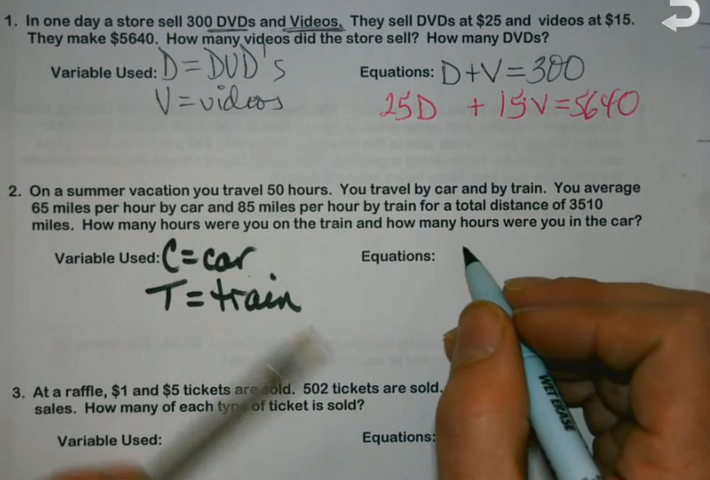 1. In one day a store sell 300 DVDs and Videos. They sell DVDs at $25 and videos at $15.
They make $5640. How many videos did the store sell? How many DVDs?
Variable Used: D = DVD's
V = videos
Equations: D + V = 300
25D + 15V = 5640
2. On a summer vacation you travel 50 hours. You travel by car and by train. You average
65 miles per hour by car and 85 miles per hour by train for a total distance of 3510
miles. How many hours were you on the train and how many hours were you in the car?
Variable Used: C = car
T = train
Equations:
3. At a raffle, $1 and $5 tickets are sold. 502 tickets are sold.
sales. How many of each type of ticket is sold?
Variable Used:
Equations:
WET ERASE